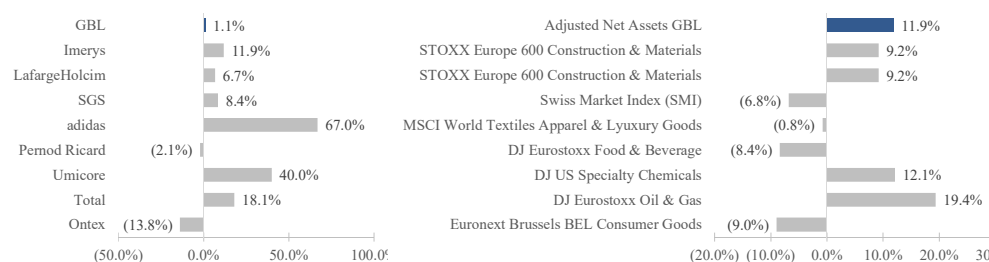 GBL 1.1%
Imerys 11.9%
LafargeHolcim 6.7%
SGS 8.4%
adidas 67.0%
Pernod Ricard (2.1%)
Umicore 40.0%
Total 18.1%
Ontex (13.8%)
(50.0%) 0.0% 50.0% 100.0%
Adjusted Net Assets GBL 11.9%
STOXX Europe 600 Construction & Materials 9.2%
STOXX Europe 600 Construction & Materials 9.2%
Swiss Market Index (SMI) (6.8%)
MSCI World Textiles Apparel & Lyuxury Goods (0.8%)
DJ Eurostoxx Food & Beverage (8.4%)
DJ US Specialty Chemicals 12.1%
DJ Eurostoxx Oil & Gas 19.4%
Euronext Brussels BEL Consumer Goods (9.0%)
(20.0%) (10.0%) 0.0% 10.0% 20.0% 30